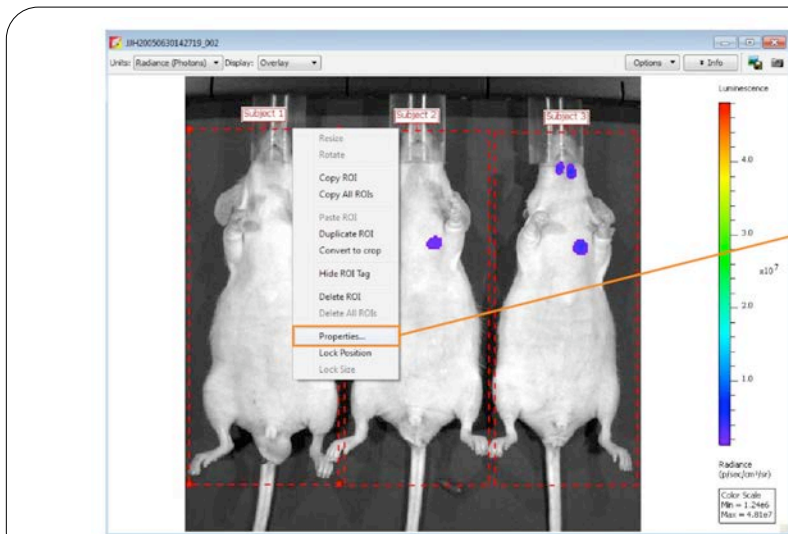 JJH20050630142719_002
Units: Radiance (Photons) Display: Overlay Options Info
Luminescence
Subject 1 Subject 2 Subject 3
Resize
Rotate
Copy ROI
Copy All ROIs
Paste ROI
Duplicate ROI
Convert to crop
Hide ROI Tag
Delete ROI
Delete All ROIs
Properties...
Lock Position
Lock Size
4.0
3.0
x10^7
2.0
1.0
Radiance
(p/sec/cm²/sr)
Color Scale
Min = 1.24e6
Max = 4.81e7